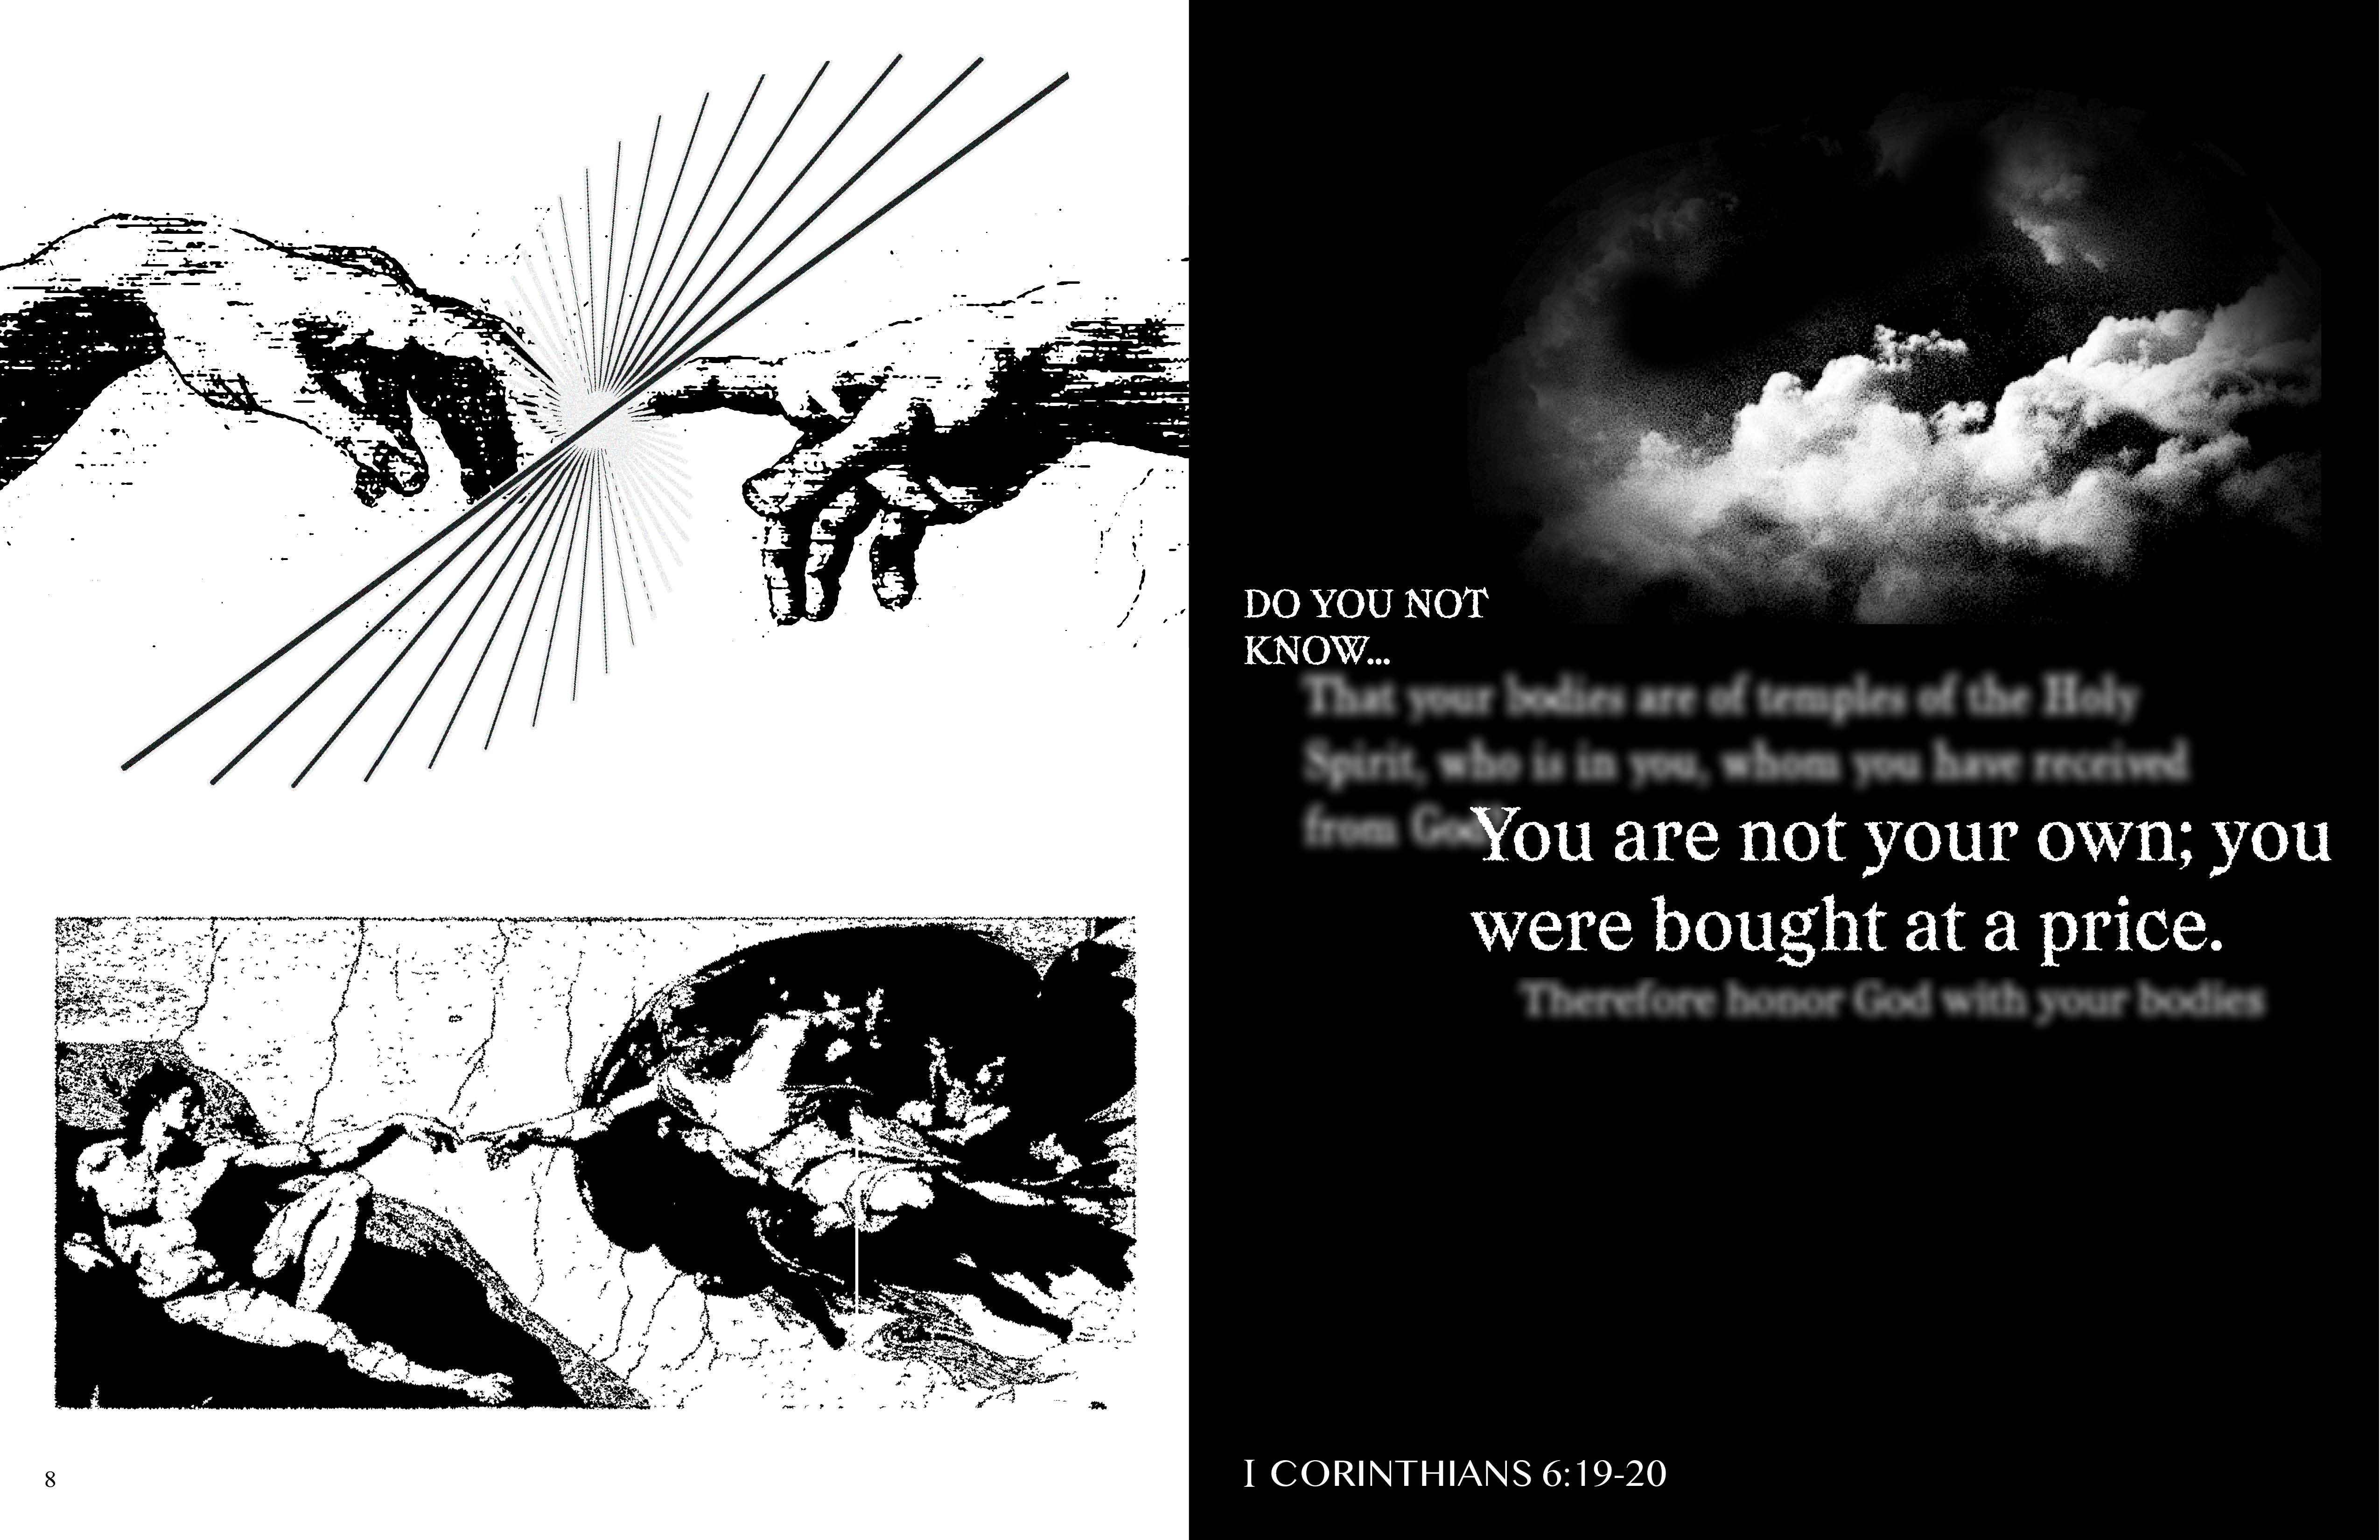 DO YOU NOT
KNOW...
That your bodies are of temples of the Holy
Spirit, who is in you, whom you have received
from God
You are not your own; you
were bought at a price.
Therefore honor God with your bodies
8
I CORINTHIANS 6:19-20